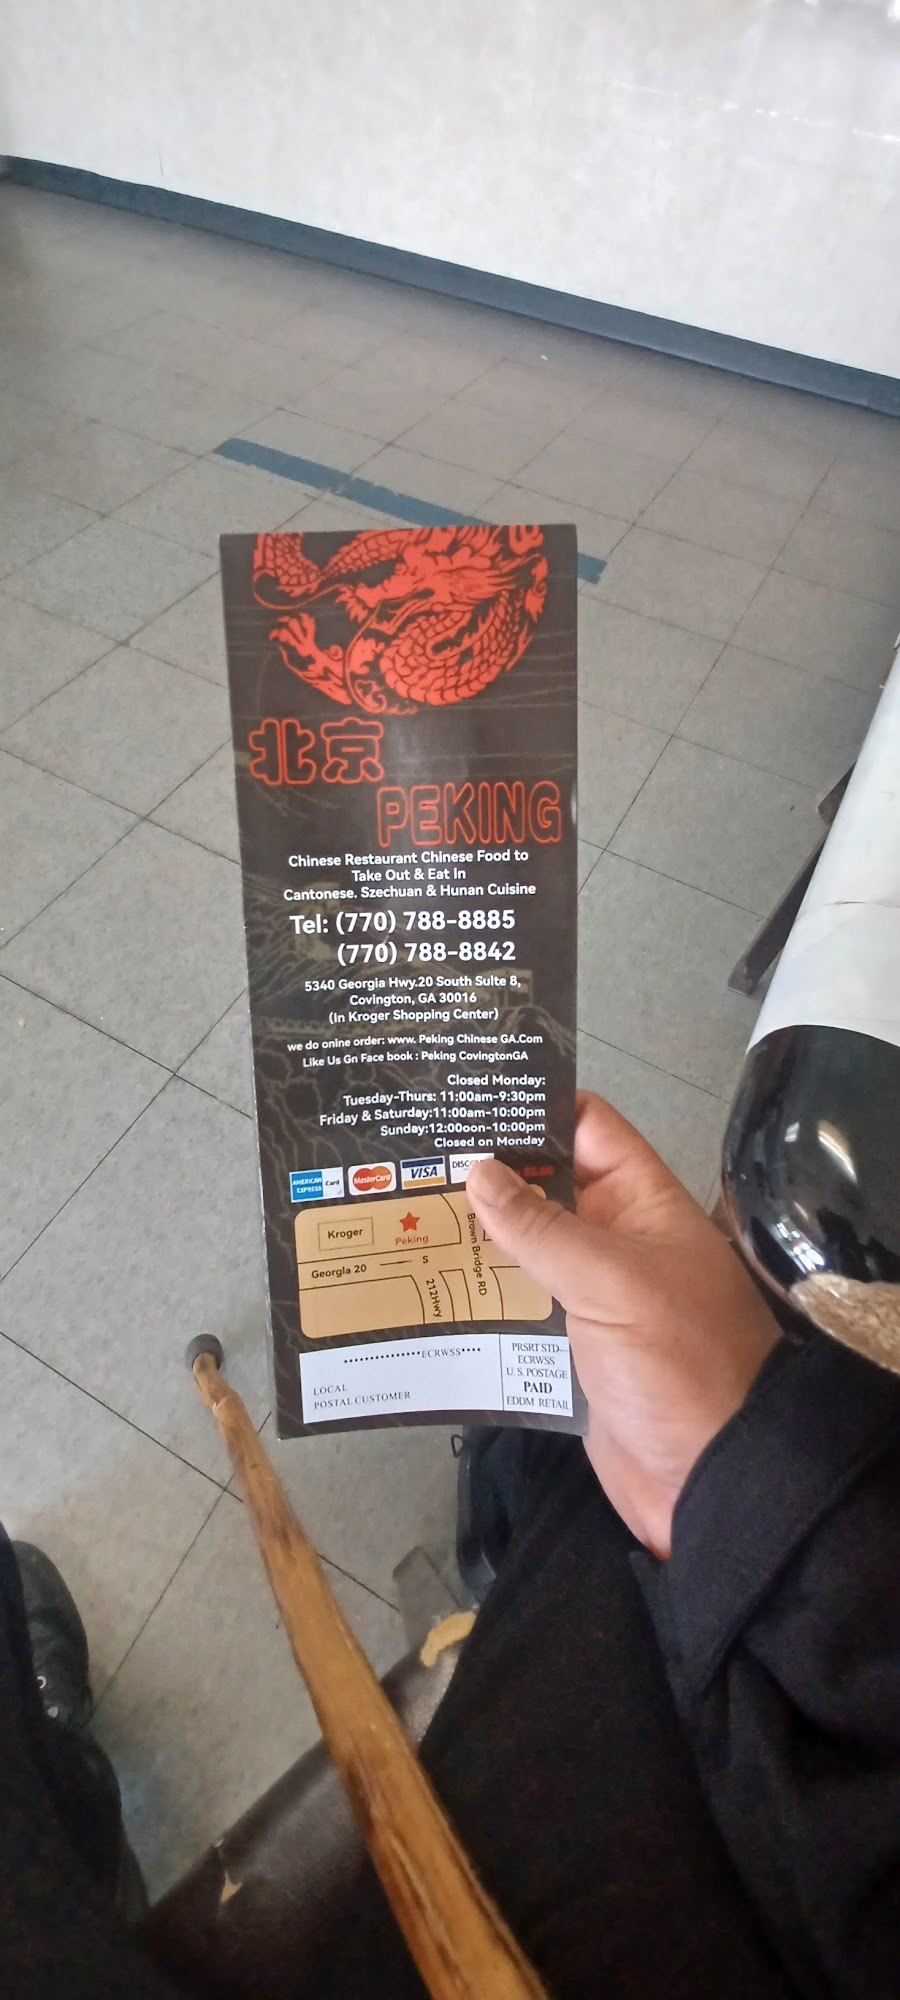 北京
PEKING
Chinese Restaurant Chinese Food to
Take Out & Eat In
Cantonese. Szechuan & Hunan Cuisine
Tel: (770) 788-8885
(770) 788-8842
5340 Georgia Hwy.20 South Suite 8,
Covington, GA 30016
(In Kroger Shopping Center)
we do onine order: www. Peking Chinese GA.Com
Like Us Gn Face book : Peking CovingtonGA
Closed Monday:
Tuesday-Thurs: 11:00am-9:30pm
Friday & Saturday:11:00am-10:00pm
Sunday:12:00oon-10:00pm
Closed on Monday
AMERICAN EXPRESS Card
MasterCard
VISA
Kroger
Peking
Brown Bridge RD
Georgia 20
S
212Hwy
***************ECRWSS****
LOCAL
POSTAL CUSTOMER
PRSRT STD
ECRWSS
U.S. POSTAGE
PAID
EDDM RETAIL